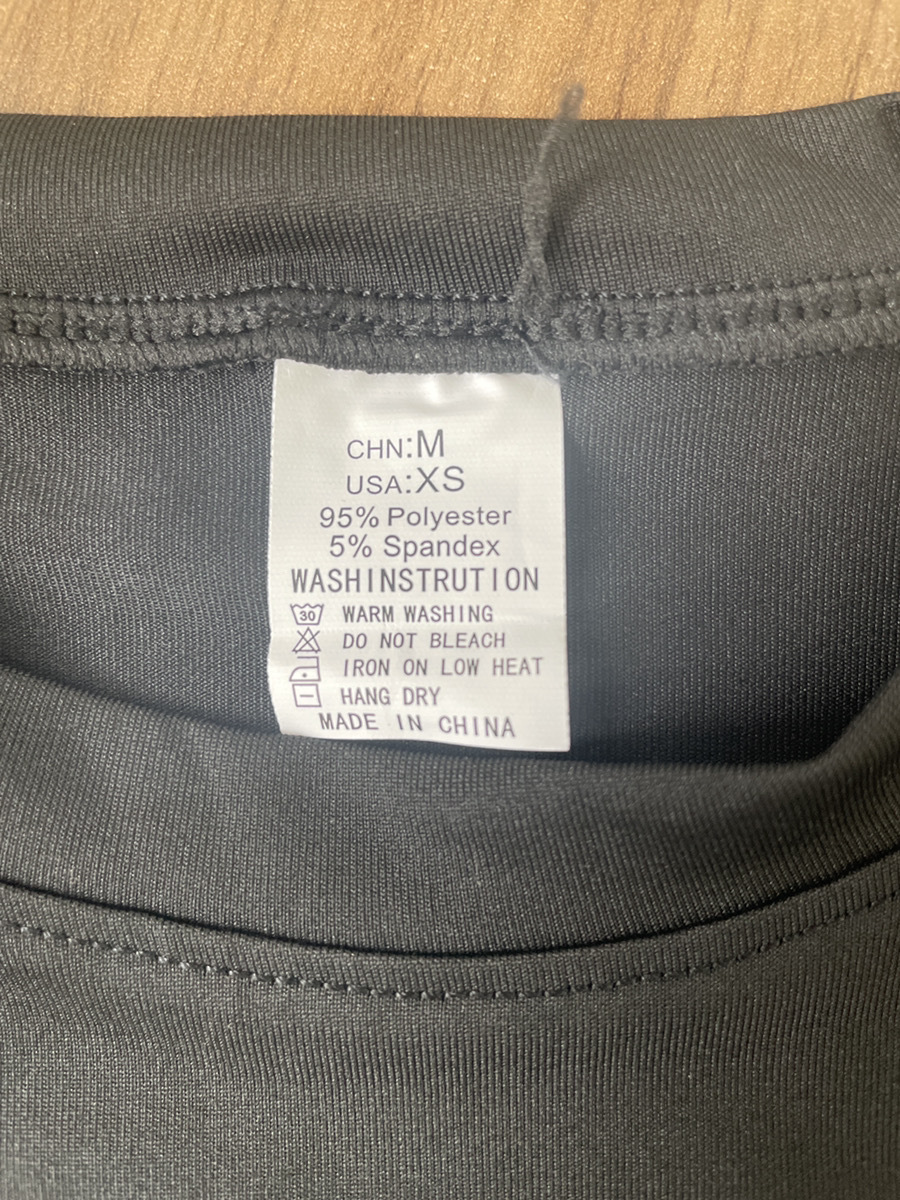 CHN:M
USA:XS
95% Polyester
5% Spandex
WASHINSTRUTION
30 WARM WASHING
DO NOT BLEACH
IRON ON LOW HEAT
HANG DRY
MADE IN CHINA